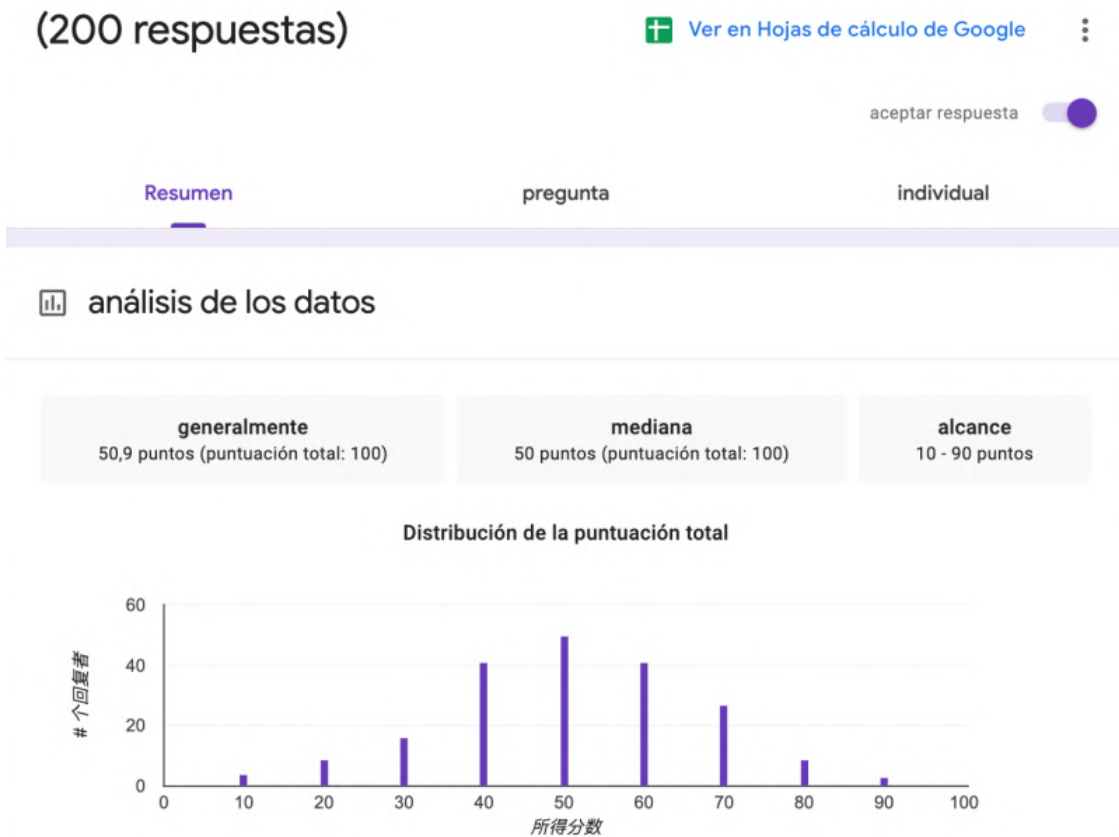 (200 respuestas)
Ver en Hojas de cálculo de Google
aceptar respuesta
Resumen pregunta individual
análisis de los datos
generalmente mediana alcance
50,9 puntos (puntuación total: 100) 50 puntos (puntuación total: 100) 10 - 90 puntos
Distribución de la puntuación total
# 个回复者
60
40
20
0
0 10 20 30 40 50 60 70 80 90 100
所得分数